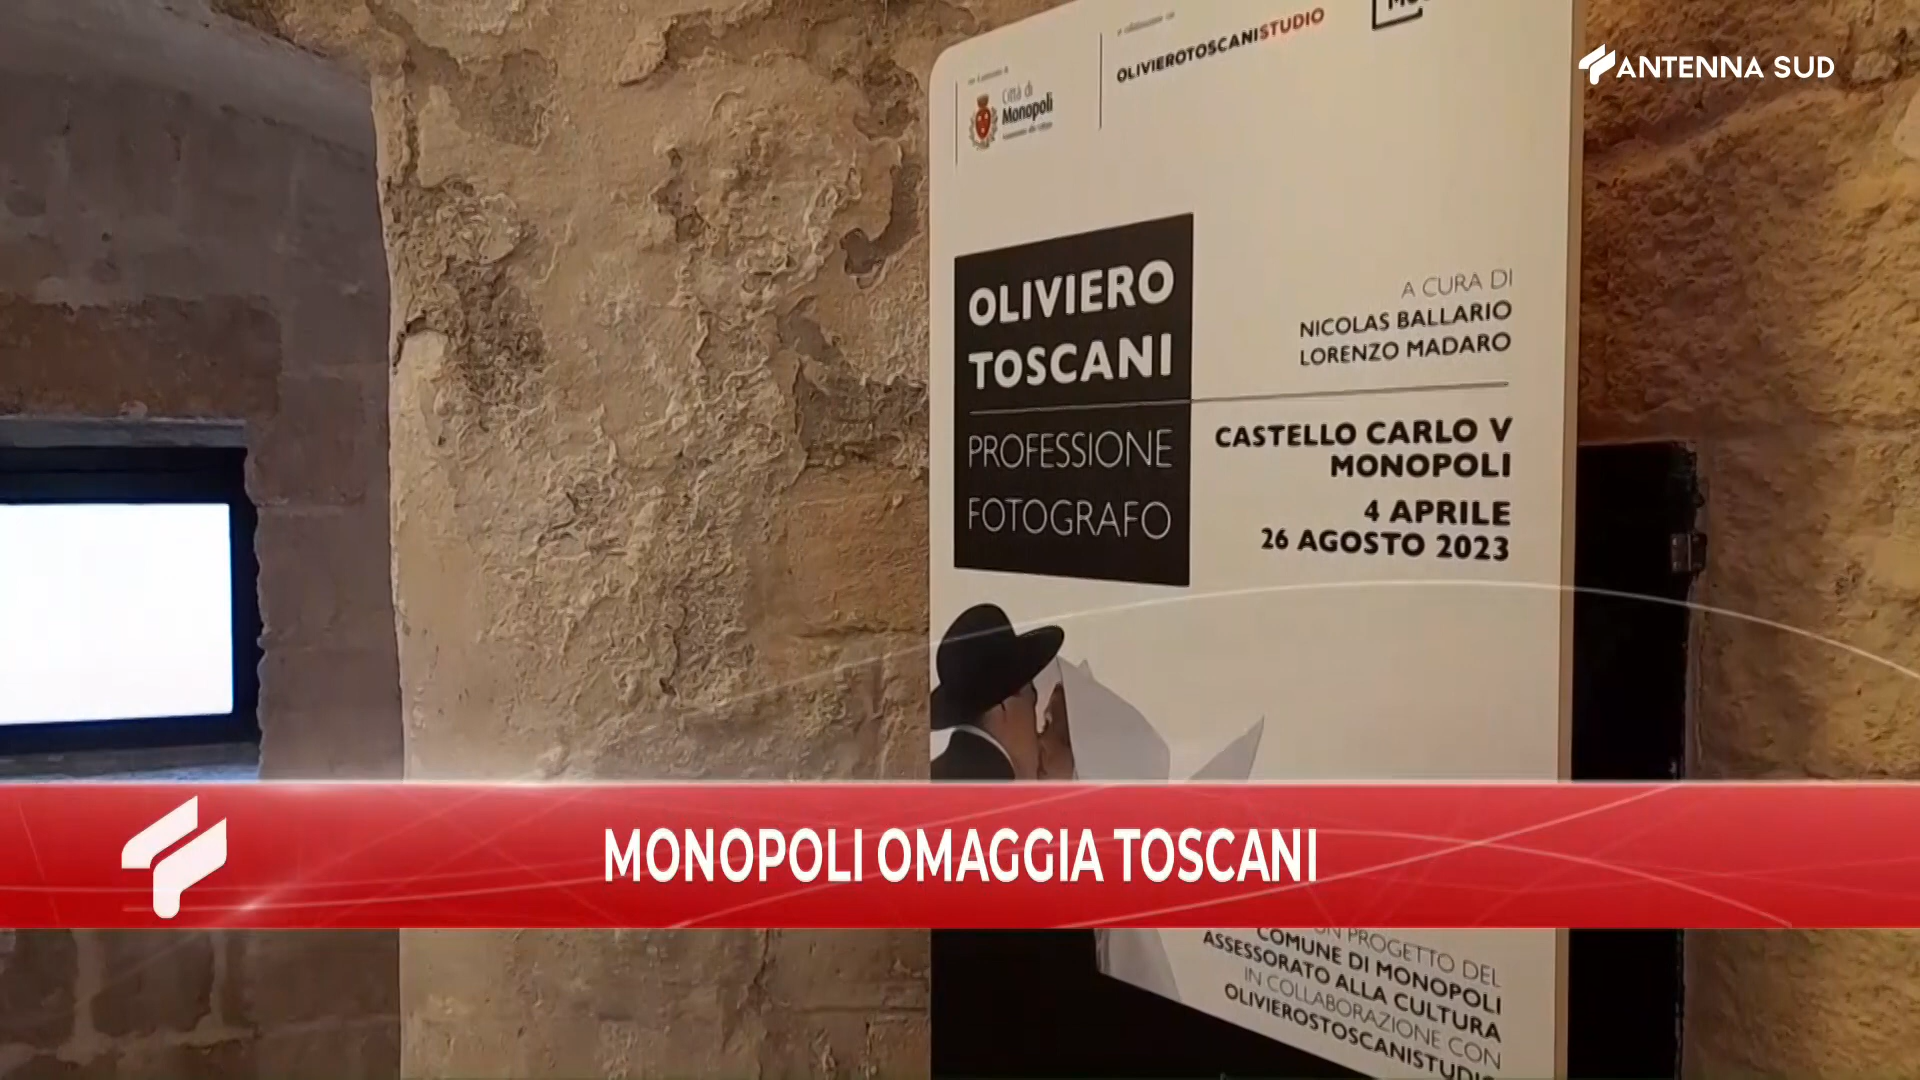 ANTENNA SUD
OLIVIEROTOSCANISTUDIO
Città di
Monopoli
OLIVIERO
TOSCANI
PROFESSIONE
FOTOGRAFO
A CURA DI
NICOLAS BALLARIO
LORENZO MADARO
CASTELLO CARLO V
MONOPOLI
4 APRILE
26 AGOSTO 2023
MONOPOLI OMAGGIA TOSCANI
UN PROGETTO DEL
COMUNE DI MONOPOLI
ASSESSORATO ALLA CULTURA
IN COLLABORAZIONE CON
OLIVIEROSTOSCANISTUDIO